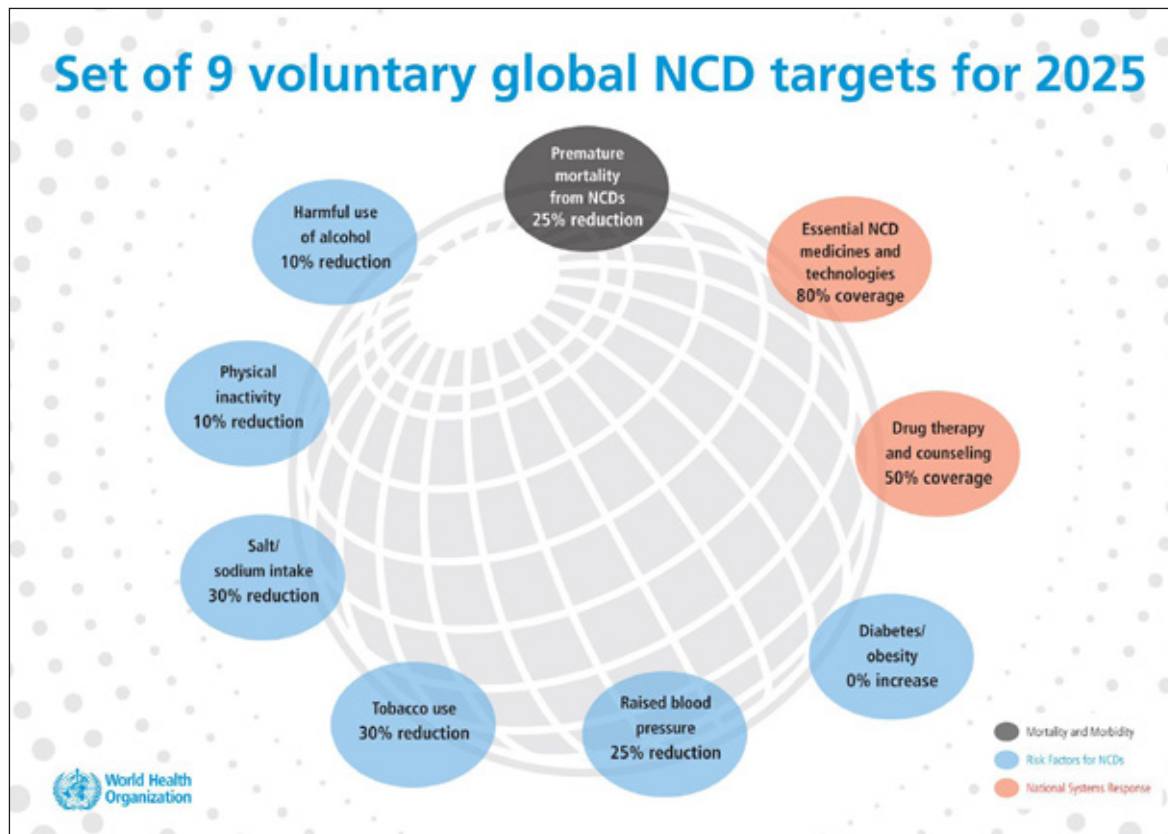 Set of 9 voluntary global NCD targets for 2025
Premature
mortality
from NCDs
25% reduction
Essential NCD
medicines and
technologies
80% coverage
Drug therapy
and counseling
50% coverage
Diabetes/
obesity
0% increase
Raised blood
pressure
25% reduction
Tobacco use
30% reduction
Salt/
sodium intake
30% reduction
Physical
inactivity
10% reduction
Harmful use
of alcohol
10% reduction
Mortality and Morbidity
Risk Factors for NCDs
National Systems Response
World Health
Organization